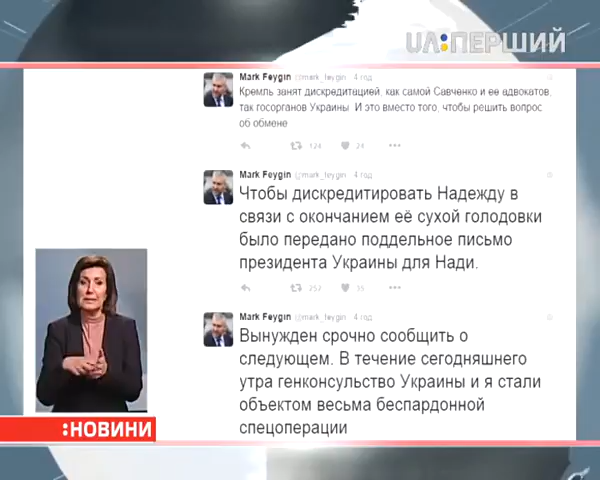 UA:ПЕРШИЙ
Mark Feygin @mark_feygin · 4 год
Кремль занят дискредитацией, как самой Савченко и ее адвокатов,
так госорганов Украины. И это вместо того, чтобы решить вопрос
об обмене
124 24
Mark Feygin @mark_feygin · 4 год
Чтобы дискредитировать Надежду в
связи с окончанием её сухой голодовки
было передано поддельное письмо
президента Украины для Нади.
252 35
Mark Feygin @mark_feygin · 4 год
Вынужден срочно сообщить о
следующем. В течение сегодняшнего
утра генконсульство Украины и я стали
объектом весьма беспардонной
спецоперации
:НОВИНИ